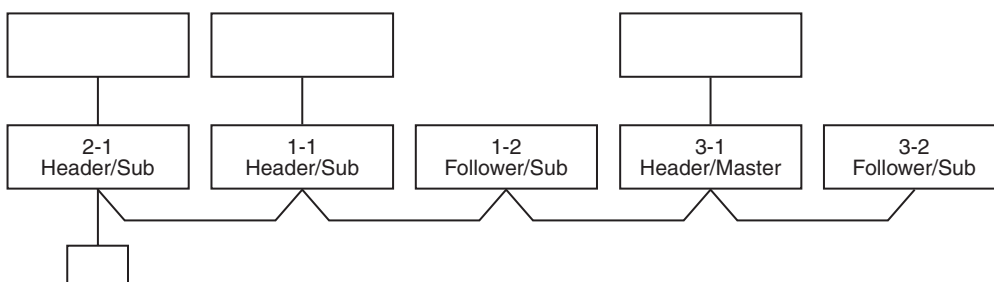 2-1
Header/Sub
1-1
Header/Sub
1-2
Follower/Sub
3-1
Header/Master
3-2
Follower/Sub